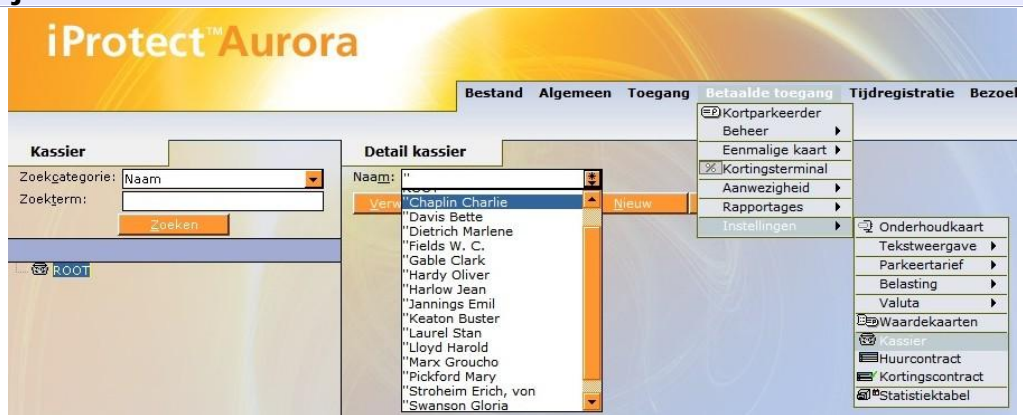 iProtect™Aurora
Bestand Algemeen Toegang Betaalde toegang Tijdregistratie
Kortparkeerder
Beheer
Eenmalige kaart
Kortingsterminal
Aanwezigheid
Rapportages
Instellingen
Onderhoudkaart
Tekstweergave
Parkeertarief
Belasting
Valuta
Waardekaarten
Kassier
Huurcontract
Kortingscontract
Statistiektabel
Kassier
Zoekcategorie: Naam
Zoekterm:
Zoeken
ROOT
Detail kassier
Naam: "
Nieuw
ROOT
"Chaplin Charlie
"Davis Bette
"Dietrich Marlene
"Fields W. C.
"Gable Clark
"Hardy Oliver
"Harlow Jean
"Jannings Emil
"Keaton Buster
"Laurel Stan
"Lloyd Harold
"Marx Groucho
"Pickford Mary
"Stroheim Erich, von
"Swanson Gloria